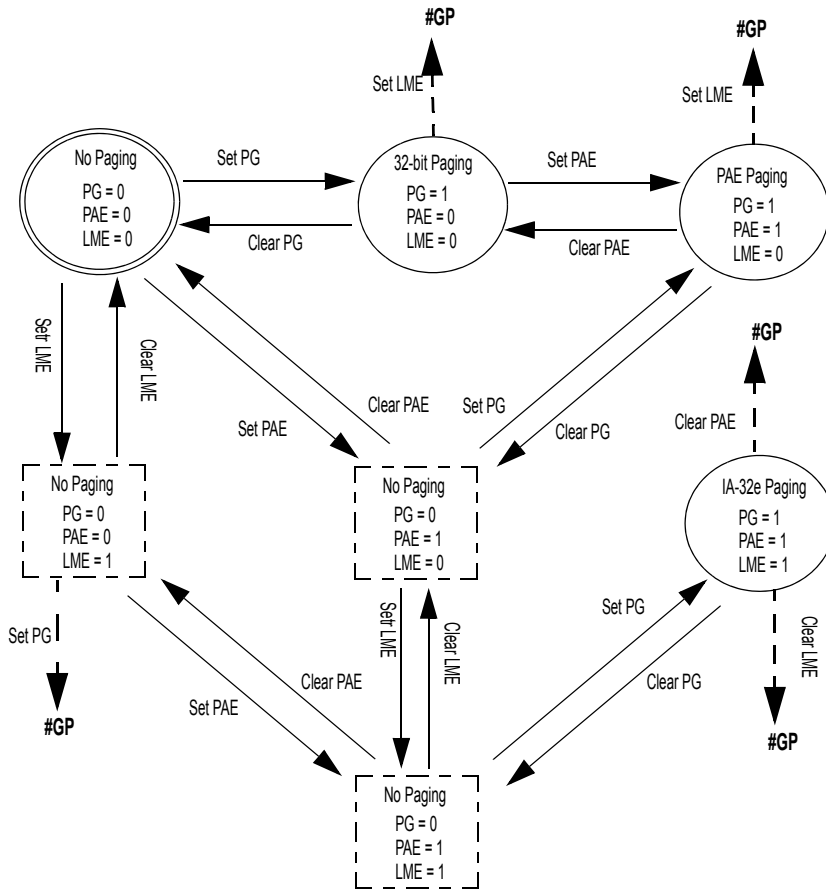 #GP
#GP
Set LME
Set LME
No Paging
PG = 0
PAE = 0
LME = 0
Set PG
Clear PG
32-bit Paging
PG = 1
PAE = 0
LME = 0
Set PAE
Clear PAE
PAE Paging
PG = 1
PAE = 1
LME = 0
Setr LME
Clear LME
Set PAE
Clear PAE
Set PG
Clear PG
#GP
Clear PAE
No Paging
PG = 0
PAE = 0
LME = 1
No Paging
PG = 0
PAE = 1
LME = 0
IA-32e Paging
PG = 1
PAE = 1
LME = 1
Set PG
#GP
Set PAE
Clear PAE
Setr LME
Clear LME
Set PG
Clear PG
Clear LME
#GP
No Paging
PG = 0
PAE = 1
LME = 1